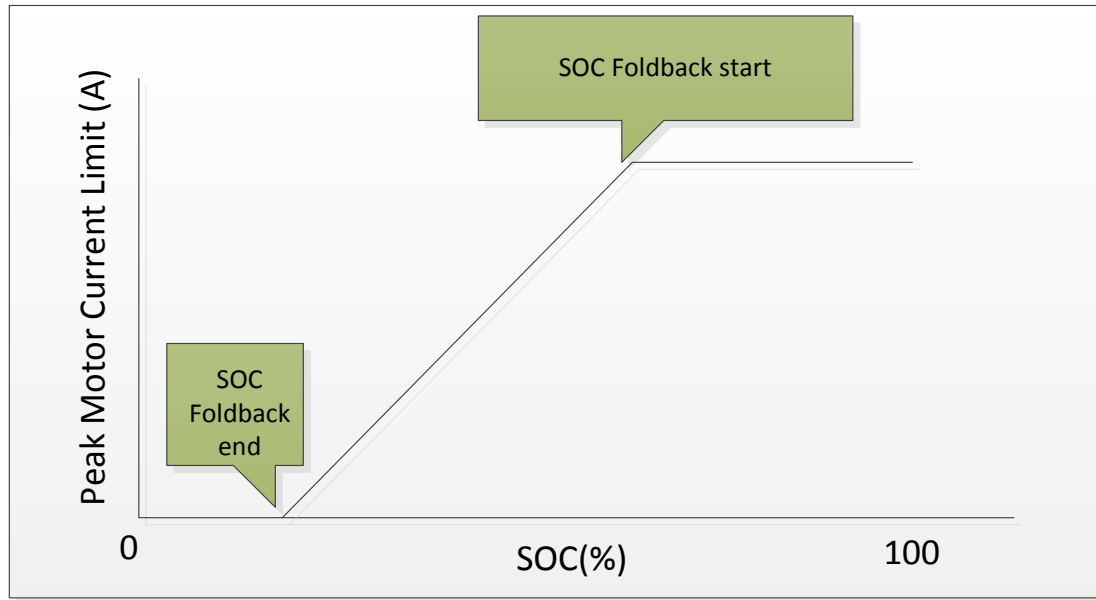 SOC Foldback start
Peak Motor Current Limit (A)
SOC
Foldback
end
0
SOC(%)
100